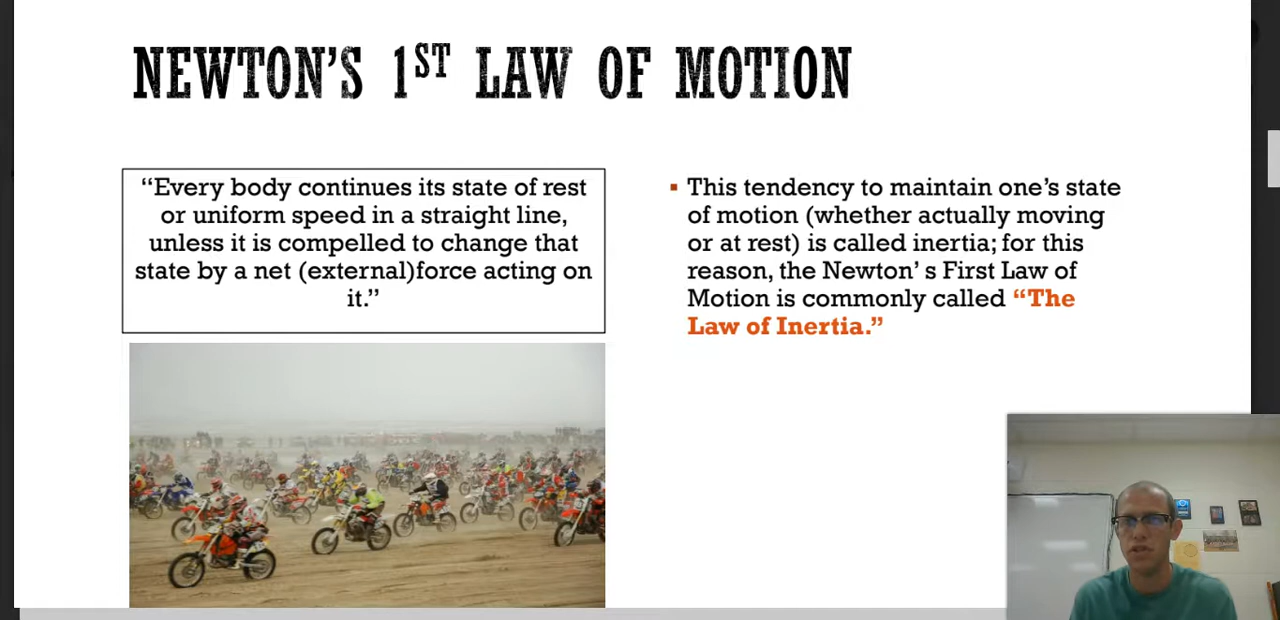 NEWTON'S 1ST LAW OF MOTION
“Every body continues its state of rest
or uniform speed in a straight line,
unless it is compelled to change that
state by a net (external)force acting on
it.”
▪ This tendency to maintain one’s state
of motion (whether actually moving
or at rest) is called inertia; for this
reason, the Newton’ s First Law of
Motion is commonly called “The
Law of Inertia.”